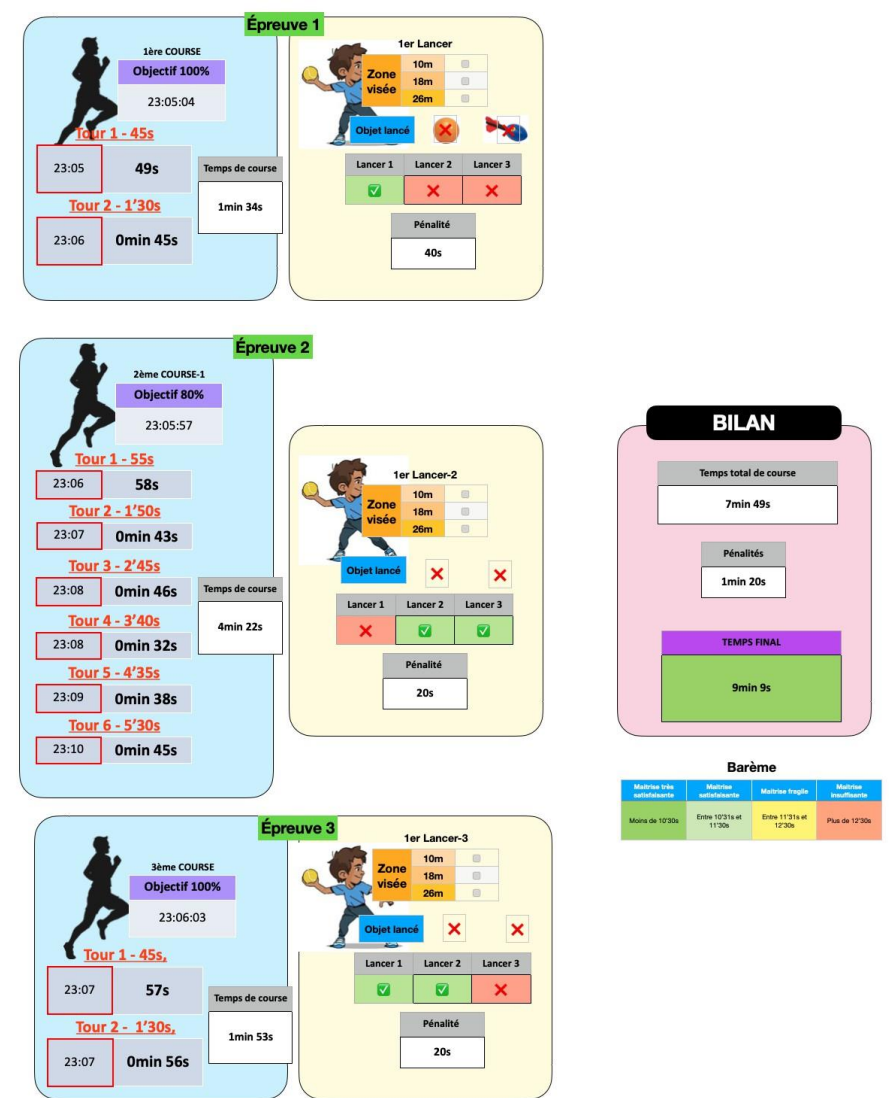 Épreuve 1
1ère COURSE
Objectif 100%
23:05:04
Tour 1 - 45s
23:05 49s
Tour 2 - 1’30s
23:06 0min 45s
Temps de course
1min 34s
1er Lancer
Zone visée
10m
18m
26m
Objet lancé
Lancer 1 Lancer 2 Lancer 3
Pénalité
40s
Épreuve 2
2ème COURSE-1
Objectif 80%
23:05:57
Tour 1 - 55s
23:06 58s
Tour 2 - 1’50s
23:07 0min 43s
Tour 3 - 2’45s
23:08 0min 46s
Tour 4 - 3’40s
23:08 0min 32s
Tour 5 - 4’35s
23:09 0min 38s
Tour 6 - 5’30s
23:10 0min 45s
Temps de course
4min 22s
1er Lancer-2
Zone visée
10m
18m
26m
Objet lancé
Lancer 1 Lancer 2 Lancer 3
Pénalité
20s
BILAN
Temps total de course
7min 49s
Pénalités
1min 20s
TEMPS FINAL
9min 9s
Barème
Maitrise très satisfaisante
Maitrise satisfaisante
Maitrise fragile
Maitrise insuffisante
Moins de 10'30s
Entre 10'31s et 11'30s
Entre 11'31s et 12'30s
Plus de 12'30s
Épreuve 3
3ème COURSE
Objectif 100%
23:06:03
Tour 1 - 45s,
23:07 57s
Tour 2 - 1’30s,
23:07 0min 56s
Temps de course
1min 53s
1er Lancer-3
Zone visée
10m
18m
26m
Objet lancé
Lancer 1 Lancer 2 Lancer 3
Pénalité
20s